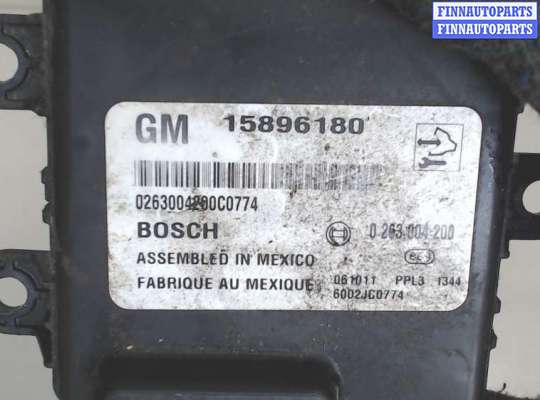 FINNAUTOPARTS
FINNAUTOPARTS
GM 15896180
0263004200C0774
BOSCH 0 263 004 200
ASSEMBLED IN MEXICO
FABRIQUE AU MEXIQUE 061011 PPL3 1344
6002JC0774